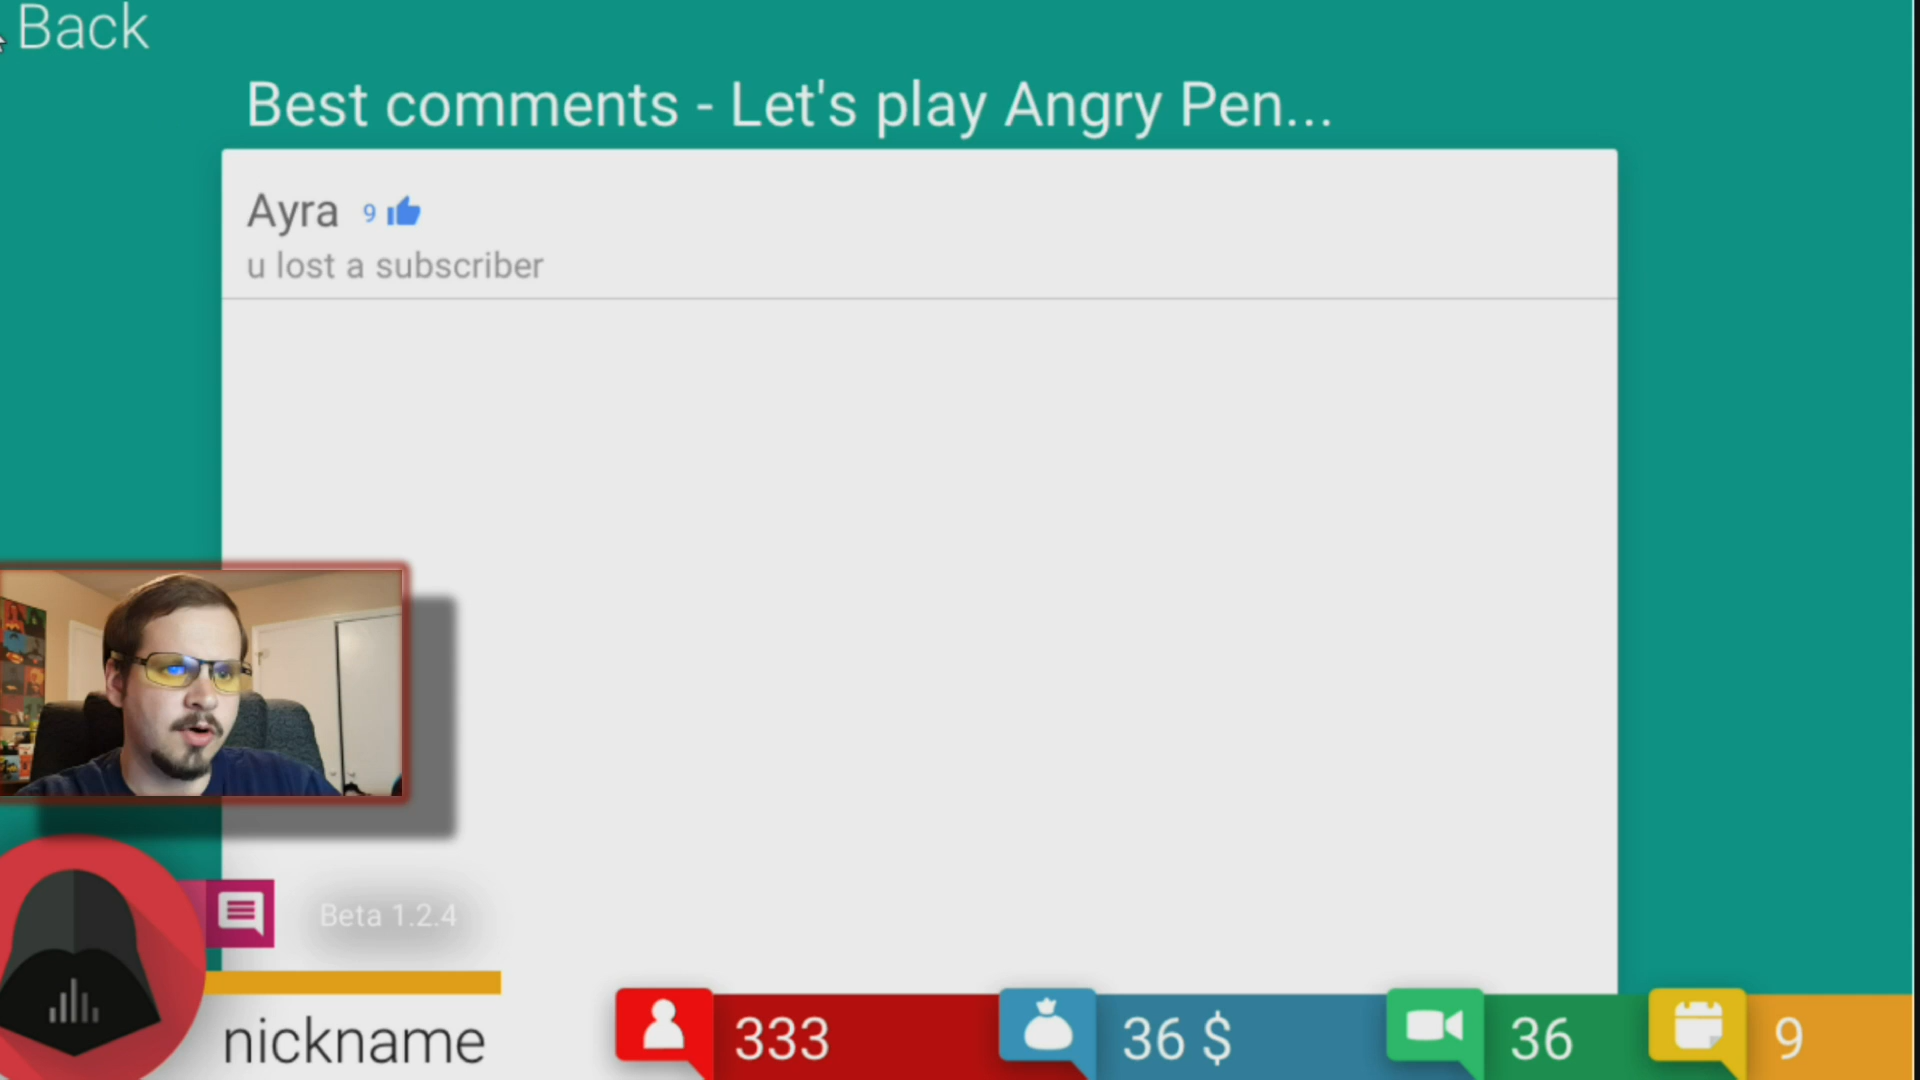 Back
Best comments - Let's play Angry Pen...
Ayra 9
u lost a subscriber
Beta 1.2.4
nickname
333
36 $
36
9